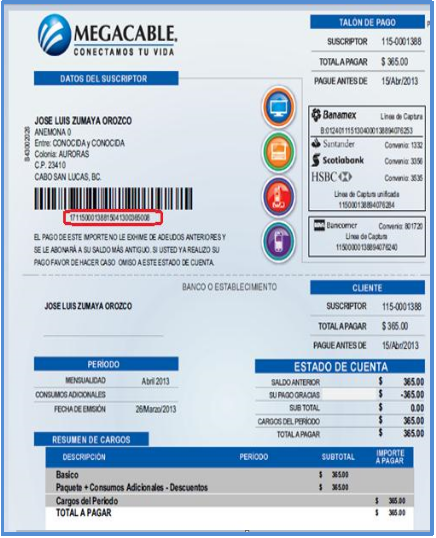 MEGACABLE
CONECTAMOS TU VIDA
DATOS DEL SUSCRIPTOR
JOSE LUIS ZUMAYA OROZCO
ANEMONA 0
Entre: CONOCIDA y CONOCIDA
Colonia: AURORAS
C.P. 23410
CABO SAN LUCAS, BC.
EL PAGO DE ESTE IMPORTE NO LE EXHIME DE ADEUDOS ANTERIORES Y
SE LE ABONARÁ A SU SALDO MÁS ANTIGUO. SI USTED YA REALIZO SU
PAGO FAVOR DE HACER CASO OMISO A ESTE ESTADO DE CUENTA.
TALÓN DE PAGO
SUSCRIPTOR 115-0001388
TOTAL A PAGAR $ 365.00
PAGUE ANTES DE 15/Abr/2013
Banamex Línea de Captura
Santander Convenio: 1332
Scotiabank Convenio: 3356
HSBC Convenio: 3535
Línea de Captura unificada
Bancomer Convenio: 801720
Línea de Captura
BANCO O ESTABLECIMIENTO
CLIENTE
JOSE LUIS ZUMAYA OROZCO
SUSCRIPTOR 115-0001388
TOTAL A PAGAR $ 365.00
PAGUE ANTES DE 15/Abr/2013
PERÍODO
MENSUALIDAD Abril 2013
CONSUMOS ADICIONALES
FECHA DE EMISIÓN 26/Marzo/2013
ESTADO DE CUENTA
SALDO ANTERIOR $ 365.00
SU PAGO GRACIAS $ -365.00
SUB TOTAL $ 0.00
CARGOS DEL PERÍODO $ 365.00
TOTAL A PAGAR $ 365.00
RESUMEN DE CARGOS
DESCRIPCIÓN PERÍODO SUBTOTAL IMPORTE A PAGAR
Basico $ 365.00
Paquete + Consumos Adicionales - Descuentos $ 365.00
Cargos del Periodo $ 365.00
TOTAL A PAGAR $ 365.00